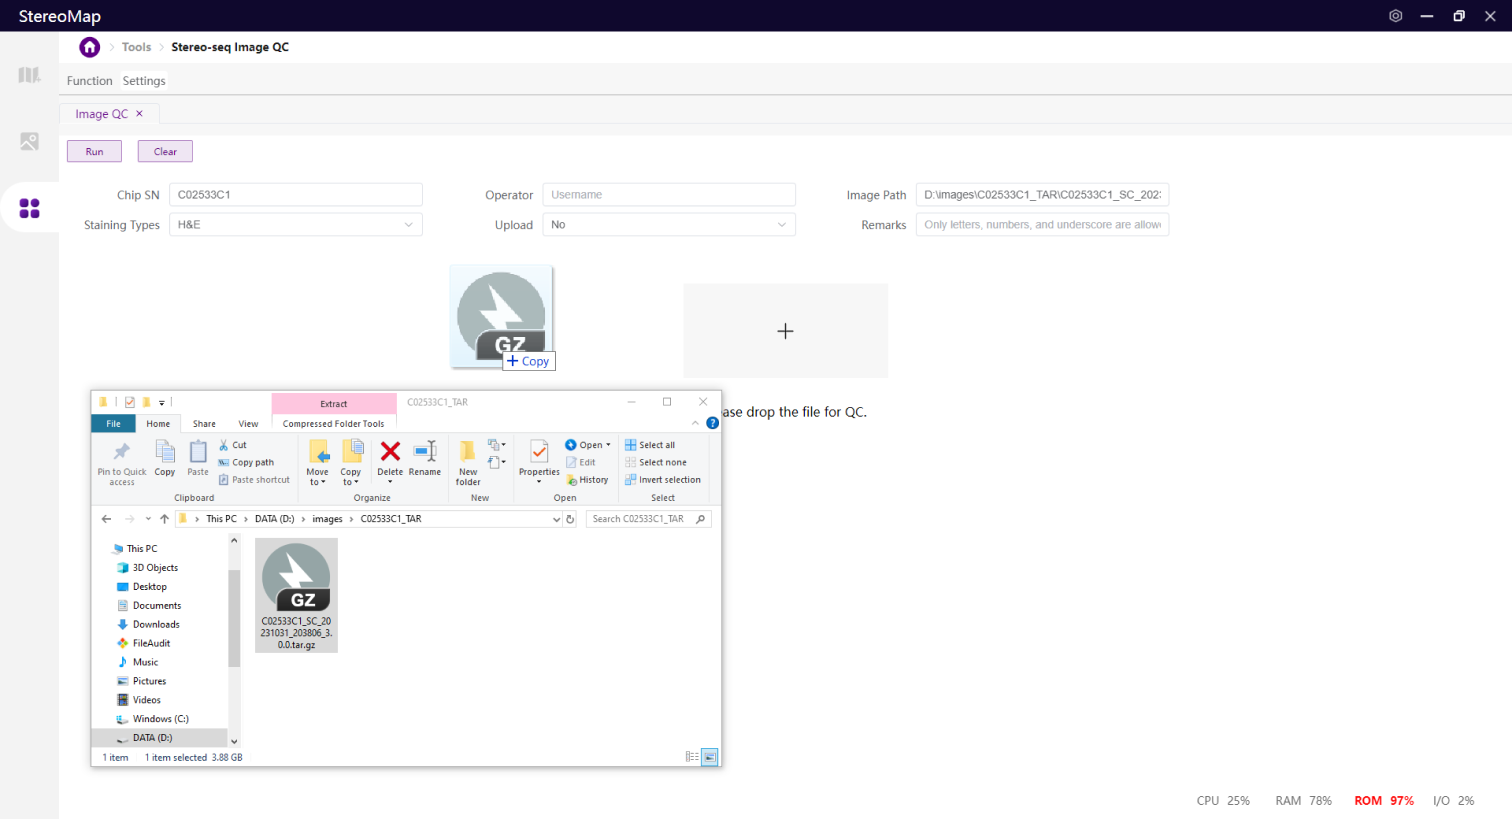 StereoMap
Tools
Stereo-seq Image QC
Function Settings
Image QC ×
Run Clear
Chip SN C02533C1 Operator Username Image Path D:\images\C02533C1_TAR\C02533C1_SC_202
Staining Types H&E Upload No Remarks Only letters, numbers, and underscore are allow
GZ
+ Copy
ase drop the file for QC.
Extract C02533C1_TAR
File Home Share View Compressed Folder Tools
Pin to Quick access
Copy
Paste
Cut
Copy path
Paste shortcut
Clipboard
Move to
Copy to
Delete
Rename
Organize
New folder
New
Properties
Open
Edit
History
Open
Select all
Select none
Invert selection
Select
This PC > DATA (D:) > images > C02533C1_TAR
Search C02533C1_TAR
This PC
3D Objects
Desktop
Documents
Downloads
FileAudit
Music
Pictures
Videos
Windows (C:)
DATA (D:)
GZ
C02533C1_SC_20
231031_203806_3.
0.0.tar.gz
1 item 1 item selected 3.88 GB
CPU 25% RAM 78% ROM 97% I/O 2%